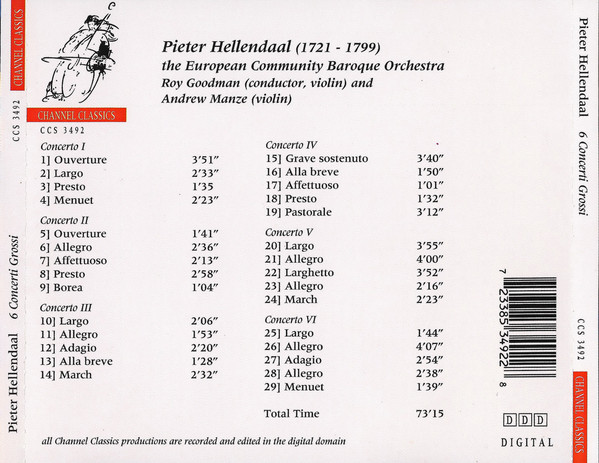 Pieter Hellendaal (1721 - 1799)
the European Community Baroque Orchestra
Roy Goodman (conductor, violin) and
Andrew Manze (violin)
CHANNEL CLASSICS
CCS 3492
Concerto I
1] Ouverture 3’51”
2] Largo 2’33”
3] Presto 1’35
4] Menuet 2’23”
Concerto II
5] Ouverture 1’41”
6] Allegro 2’36”
7] Affettuoso 2’13”
8] Presto 2’58”
9] Borea 1’04”
Concerto III
10] Largo 2’06”
11] Allegro 1’53”
12] Adagio 2’20”
13] Alla breve 1’28”
14] March 2’32”
Concerto IV
15] Grave sostenuto 3’40”
16] Alla breve 1’50”
17] Affettuoso 1’01”
18] Presto 1’32”
19] Pastorale 3’12”
Concerto V
20] Largo 3’55”
21] Allegro 4’00”
22] Larghetto 3’52”
23] Allegro 2’16”
24] March 2’23”
Concerto VI
25] Largo 1’44”
26] Allegro 4’07”
27] Adagio 2’54”
28] Allegro 2’38”
29] Menuet 1’39”
Total Time 73’15
all Channel Classics productions are recorded and edited in the digital domain
7 23385 34922 8
DDD
DIGITAL
CHANNEL CLASSICS
CCS 3492
Pieter Hellendaal 6 Concerti Grossi
Pieter Hellendaal 6 Concerti Grossi
CCS 3492
CHANNEL CLASSICS